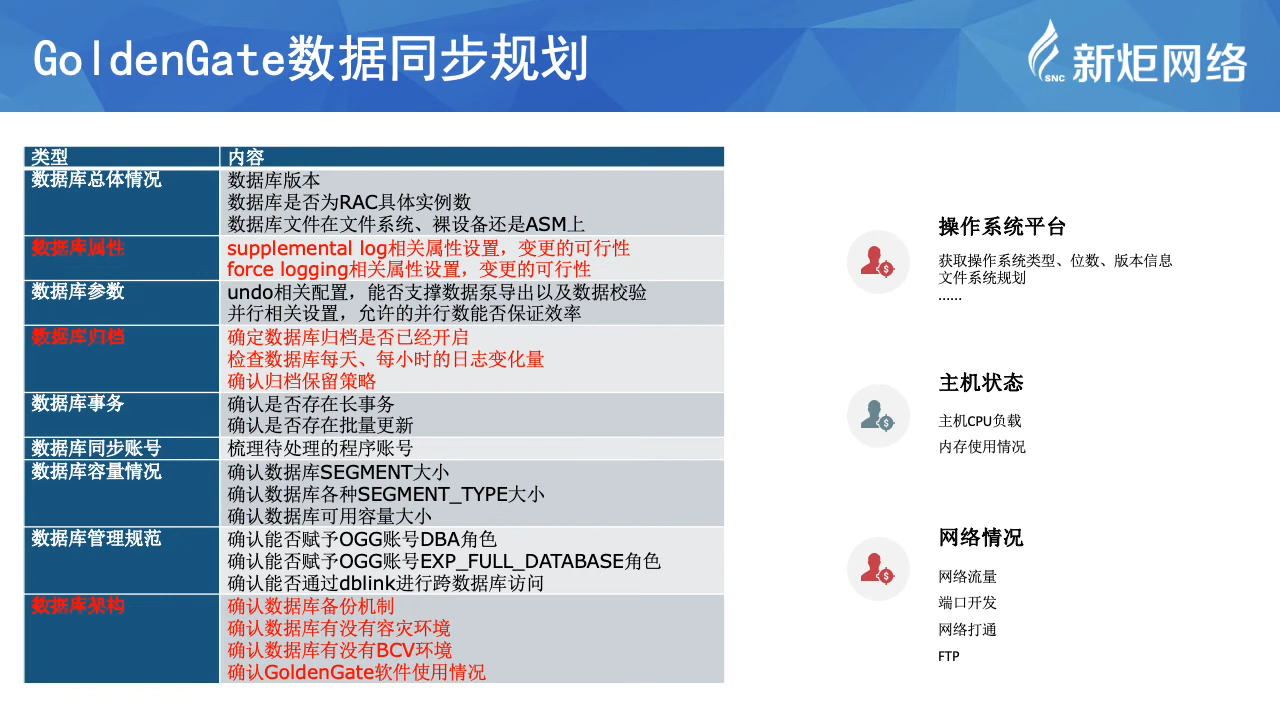 GoldenGate数据同步规划
SNC 新炬网络
类型 内容
数据库总体情况 数据库版本
数据库是否为RAC具体实例数
数据库文件在文件系统、裸设备还是ASM上
数据库属性 supplemental log相关属性设置，变更的可行性
force logging相关属性设置，变更的可行性
数据库参数 undo相关配置，能否支撑数据泵导出以及数据校验
并行相关设置，允许的并行数能否保证效率
数据库归档 确定数据库归档是否已经开启
检查数据库每天、每小时的日志变化量
确认归档保留策略
数据库事务 确认是否存在长事务
确认是否存在批量更新
数据库同步账号 梳理待处理的程序账号
数据库容量情况 确认数据库SEGMENT大小
确认数据库各种SEGMENT_TYPE大小
确认数据库可用容量大小
数据库管理规范 确认能否赋予OGG账号DBA角色
确认能否赋予OGG账号EXP_FULL_DATABASE角色
确认能否通过dblink进行跨数据库访问
数据库架构 确认数据库备份机制
确认数据库有没有容灾环境
确认数据库有没有BCV环境
确认GoldenGate软件使用情况
操作系统平台
获取操作系统类型、位数、版本信息
文件系统规划
......
主机状态
主机CPU负载
内存使用情况
网络情况
网络流量
端口开发
网络打通
FTP